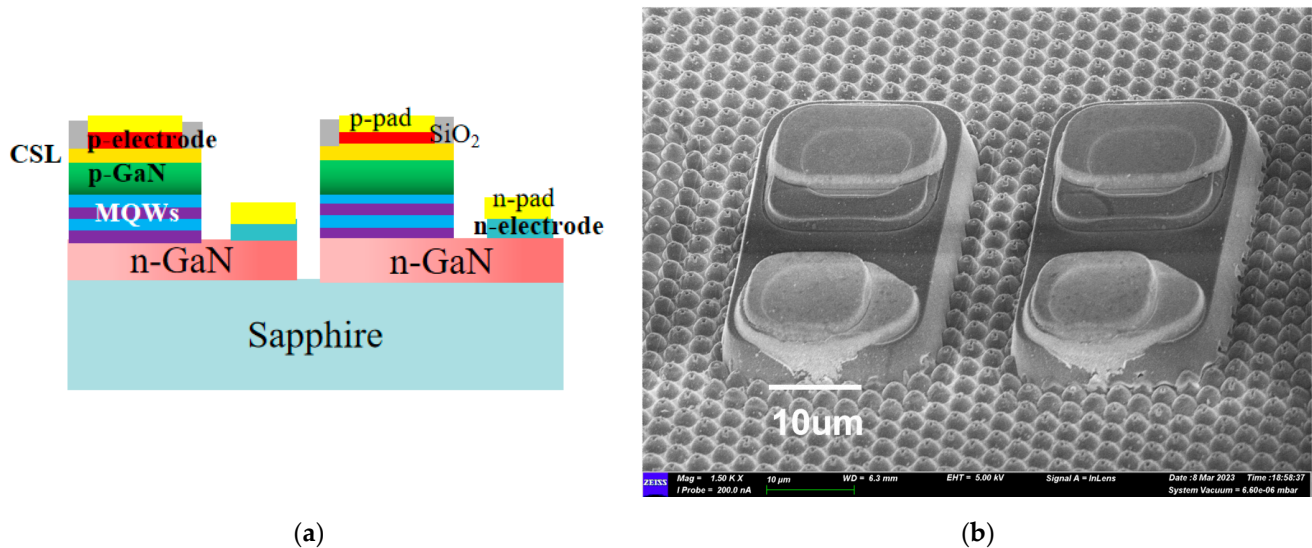 p-pad
p-electrode
SiO2
CSL
p-GaN
MQWs
n-pad
n-electrode
n-GaN
n-GaN
Sapphire
10um
ZEISS
Mag = 1.50 K X
WD = 6.3 mm
EHT = 5.00 kV
Signal A = InLens
Date :8 Mar 2023 Time :18:58:37
I Probe = 200.0 nA
10 µm
System Vacuum = 6.60e-06 mbar
(a)
(b)